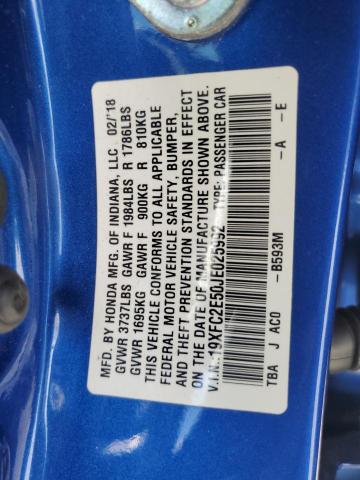 MFD. BY HONDA MFG. OF INDIANA, LLC 02/'18
GVWR 3737LBS GAWR F 1984LBS R 1786LBS
GVWR 1695KG GAWR F 900KG R 810KG
THIS VEHICLE CONFORMS TO ALL APPLICABLE
FEDERAL MOTOR VEHICLE SAFETY, BUMPER,
AND THEFT PREVENTION STANDARDS IN EFFECT
ON THE DATE OF MANUFACTURE SHOWN ABOVE.
V.I.N.: TYPE: PASSENGER CAR
TBA J AC0 -B593M -A -E